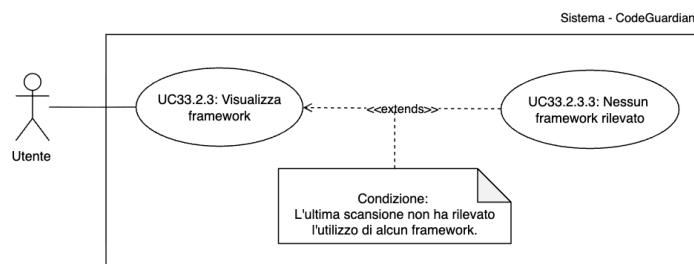 Sistema - CodeGuardian
UC33.2.3: Visualizza
framework
<<extends>>
UC33.2.3.3: Nessun
framework rilevato
Utente
Condizione:
L'ultima scansione non ha rilevato
l'utilizzo di alcun framework.